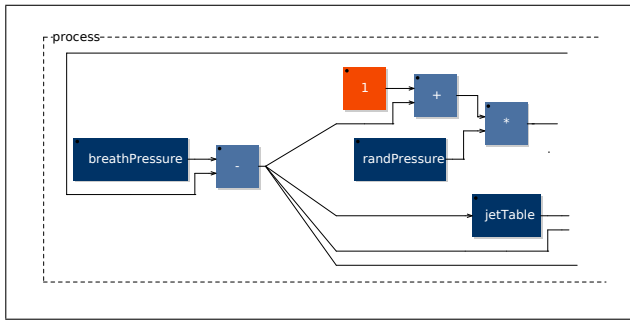 process
1
+
*
breathPressure
-
randPressure
jetTable